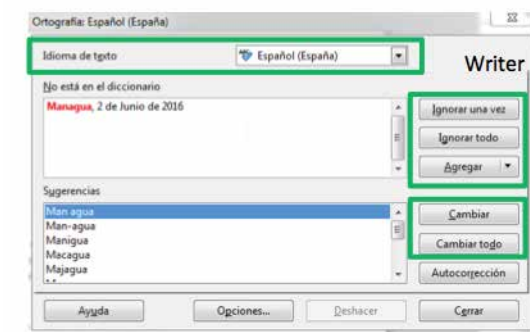 Ortografía: Español (España)
Idioma de texto
Español (España)
Writer
No está en el diccionario
Managua, 2 de Junio de 2016
Ignorar una vez
Ignorar todo
Agregar
Sugerencias
Man agua
Man-agua
Manigua
Macagua
Majagua
Cambiar
Cambiar todo
Autocorrección
Ayuda
Opciones...
Deshacer
Cerrar